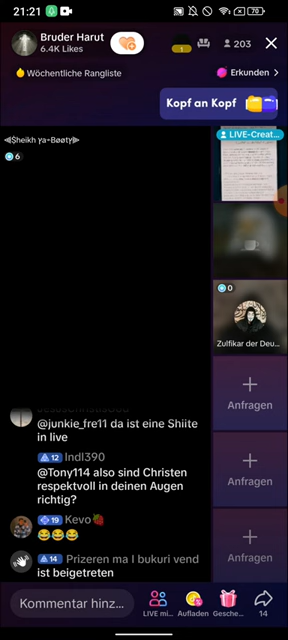 21:21
70
Bruder Harut
6.4K Likes
1
203
Wöchentliche Rangliste
Erkunden >
Kopf an Kopf
LIVE-Creat...
6
0
Zulfikar der Deu...
Anfragen
Anfragen
Anfragen
@junkie_fre11 da ist eine Shiite
in live
12 Indl390
@Tony114 also sind Christen
respektvoll in deinen Augen
richtig?
19 Kevo🍓
😂😂😂
14 Prizeren ma I bukuri vend
ist beigetreten
Kommentar hinz...
LIVE mi...
Aufladen
Gesche...
14